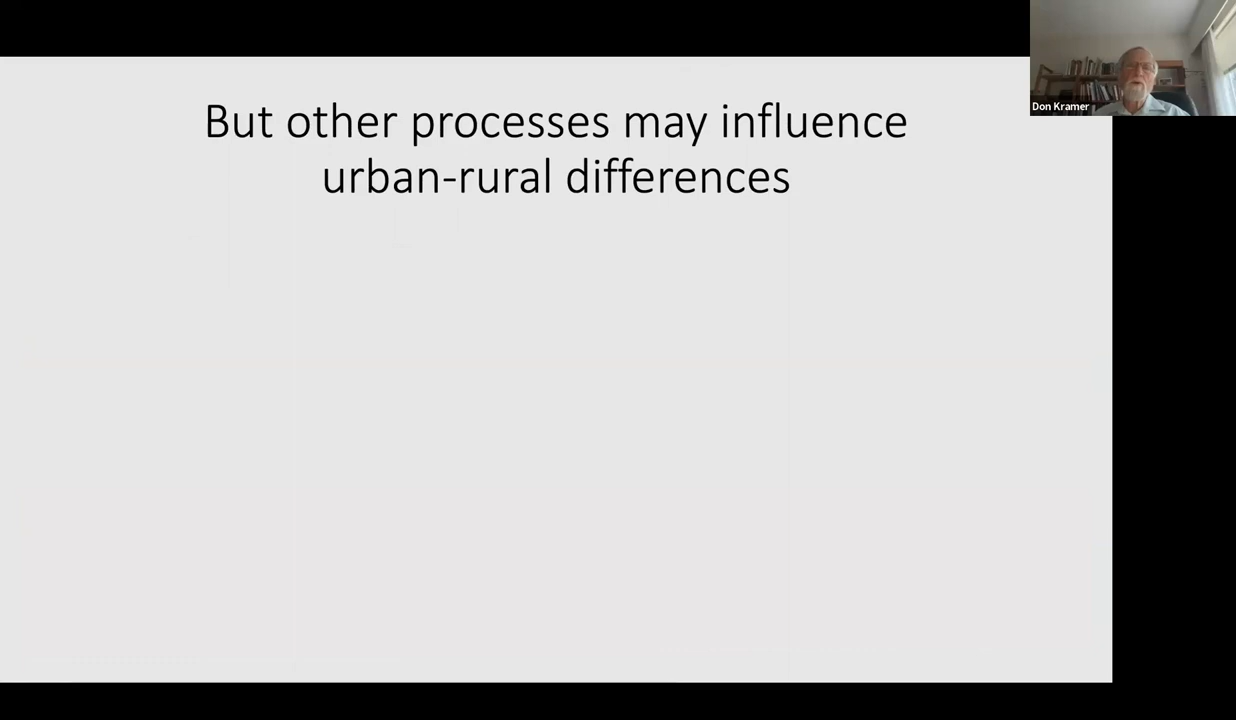 But other processes may influence
urban-rural differences
Don Kramer